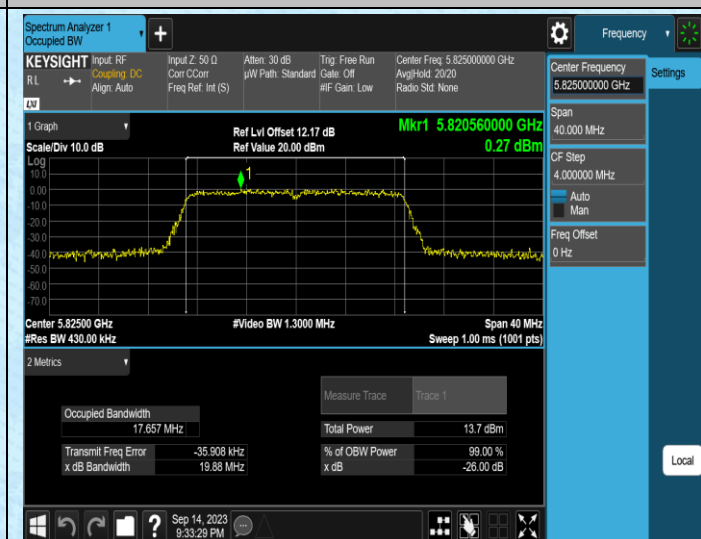 Spectrum Analyzer 1
Occupied BW
+
Frequency
KEYSIGHT
RL
LXI
Input: RF
Coupling: DC
Align: Auto
Input Z: 50 Ω
Corr CCorr
Freq Ref: Int (S)
Atten: 30 dB
µW Path: Standard
Trig: Free Run
Gate: Off
#IF Gain: Low
Center Freq: 5.825000000 GHz
Avg|Hold: 20/20
Radio Std: None
Center Frequency
5.825000000 GHz
Settings
Span
40.000 MHz
CF Step
4.000000 MHz
Auto
Man
Freq Offset
0 Hz
1 Graph
Scale/Div 10.0 dB
Ref Lvl Offset 12.17 dB
Ref Value 20.00 dBm
Mkr1 5.820560000 GHz
0.27 dBm
Log
10.0
0.00
-10.0
-20.0
-30.0
-40.0
-50.0
-60.0
-70.0
1
Center 5.82500 GHz
#Res BW 430.00 kHz
#Video BW 1.3000 MHz
Span 40 MHz
Sweep 1.00 ms (1001 pts)
2 Metrics
Measure Trace Trace 1
Occupied Bandwidth
17.657 MHz
Total Power 13.7 dBm
Transmit Freq Error -35.908 kHz
% of OBW Power 99.00 %
x dB Bandwidth 19.88 MHz
x dB -26.00 dB
Local
?
Sep 14, 2023
9:33:29 PM